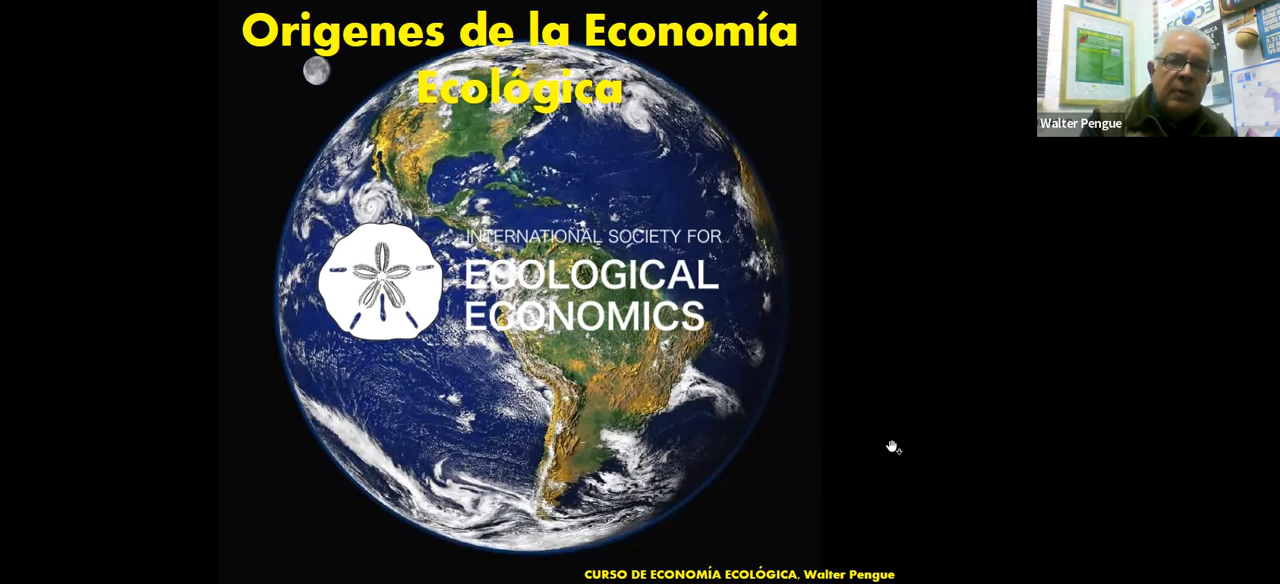 Origenes de la Economía
Ecológica
INTERNATIONAL SOCIETY FOR
ECOLOGICAL
ECONOMICS
Walter Pengue
CURSO DE ECONOMÍA ECOLÓGICA, Walter Pengue